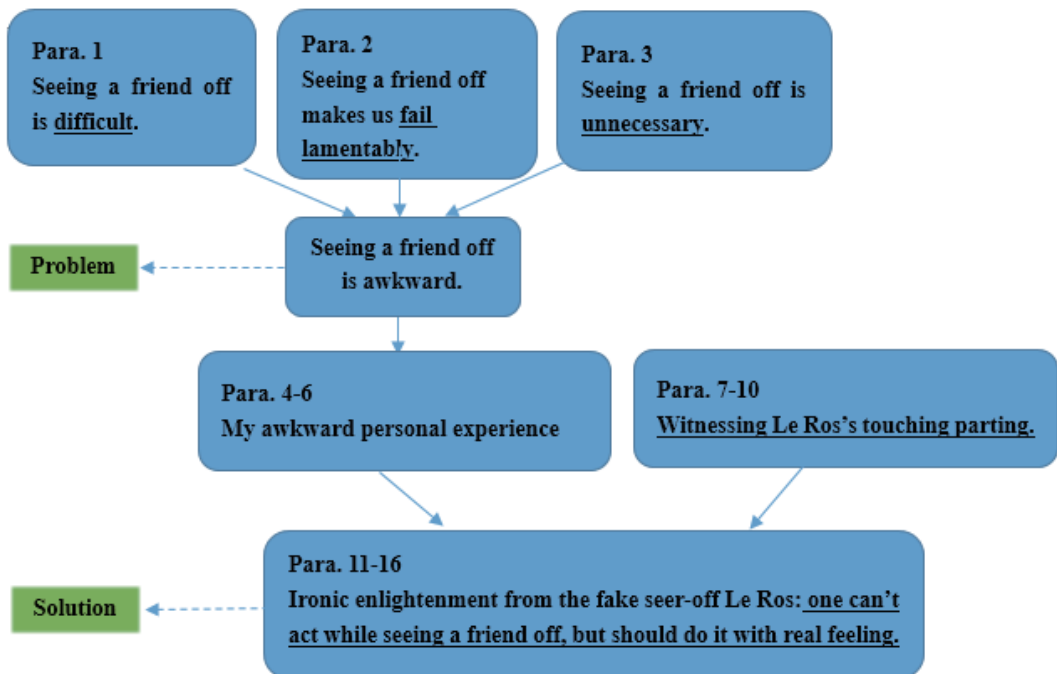 Para. 1
Seeing a friend off
is difficult.
Para. 2
Seeing a friend off
makes us fail
lamentably.
Para. 3
Seeing a friend off is
unnecessary.
Problem
Seeing a friend off
is awkward.
Para. 4-6
My awkward personal experience
Para. 7-10
Witnessing Le Ros's touching parting.
Solution
Para. 11-16
Ironic enlightenment from the fake seer-off Le Ros: one can't
act while seeing a friend off, but should do it with real feeling.